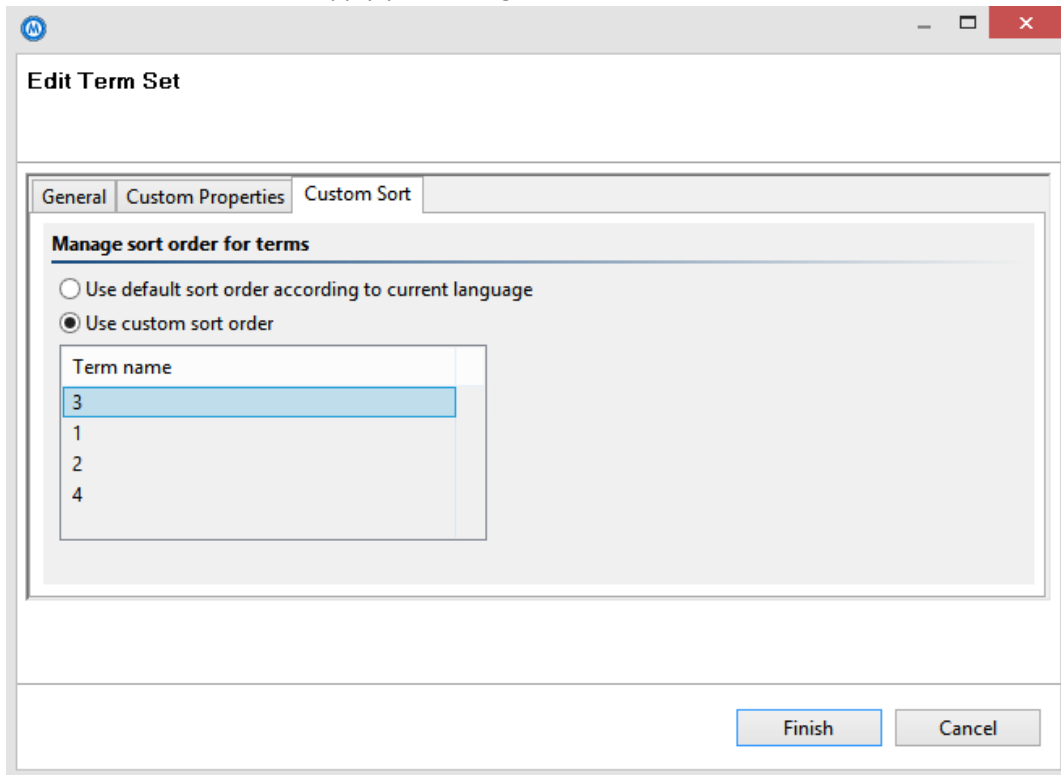 Edit Term Set
General Custom Properties Custom Sort
Manage sort order for terms
Use default sort order according to current language
Use custom sort order
Term name
3
1
2
4
Finish Cancel